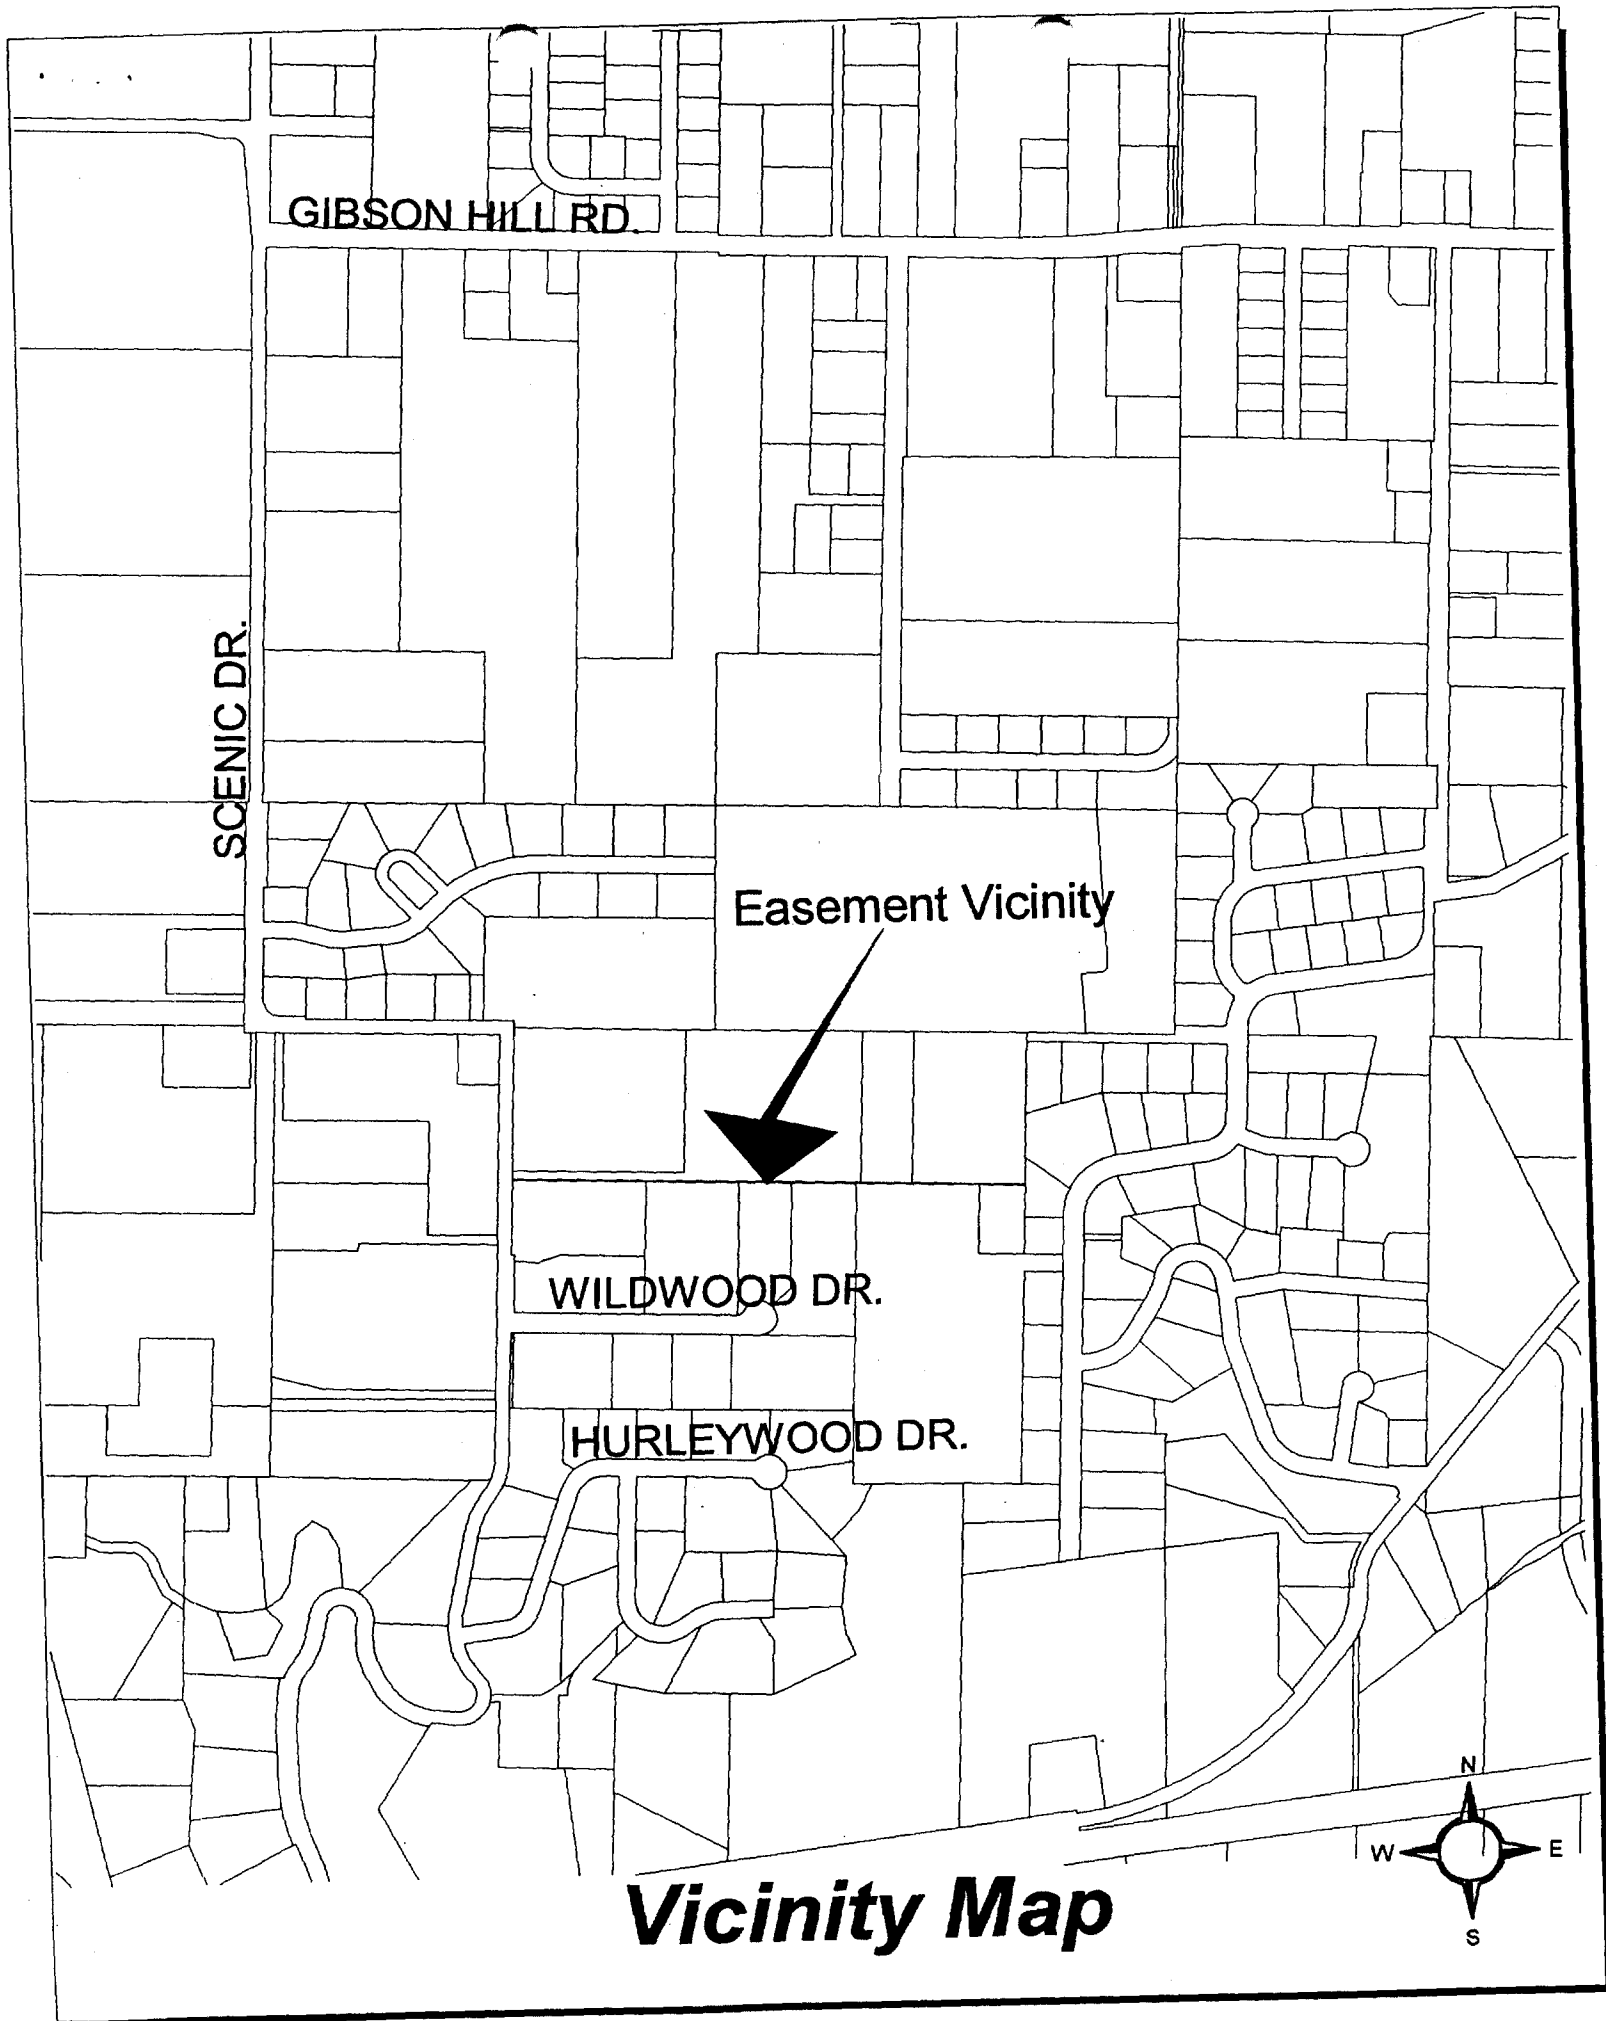 GIBSON HILL RD.
SCENIC DR.
Easement Vicinity
WILDWOOD DR.
HURLEYWOOD DR.
N
W E
S
Vicinity Map